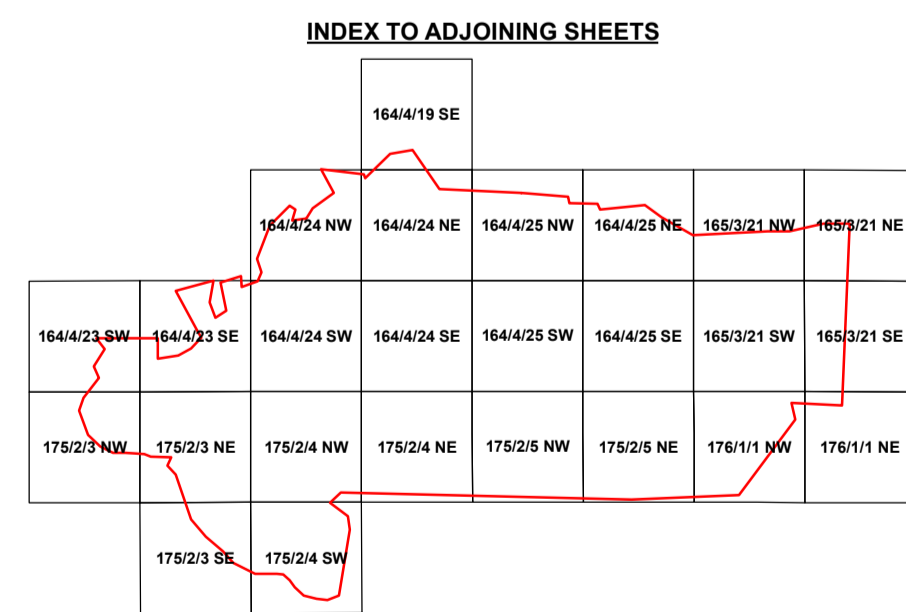 INDEX TO ADJOINING SHEETS
164/4/19 SE
164/4/24 NW 164/4/24 NE 164/4/25 NW 164/4/25 NE 165/3/21 NW 165/3/21 NE
164/4/23 SW 164/4/23 SE 164/4/24 SW 164/4/24 SE 164/4/25 SW 164/4/25 SE 165/3/21 SW 165/3/21 SE
175/2/3 NW 175/2/3 NE 175/2/4 NW 175/2/4 NE 175/2/5 NW 175/2/5 NE 176/1/1 NW 176/1/1 NE
175/2/3 SE 175/2/4 SW